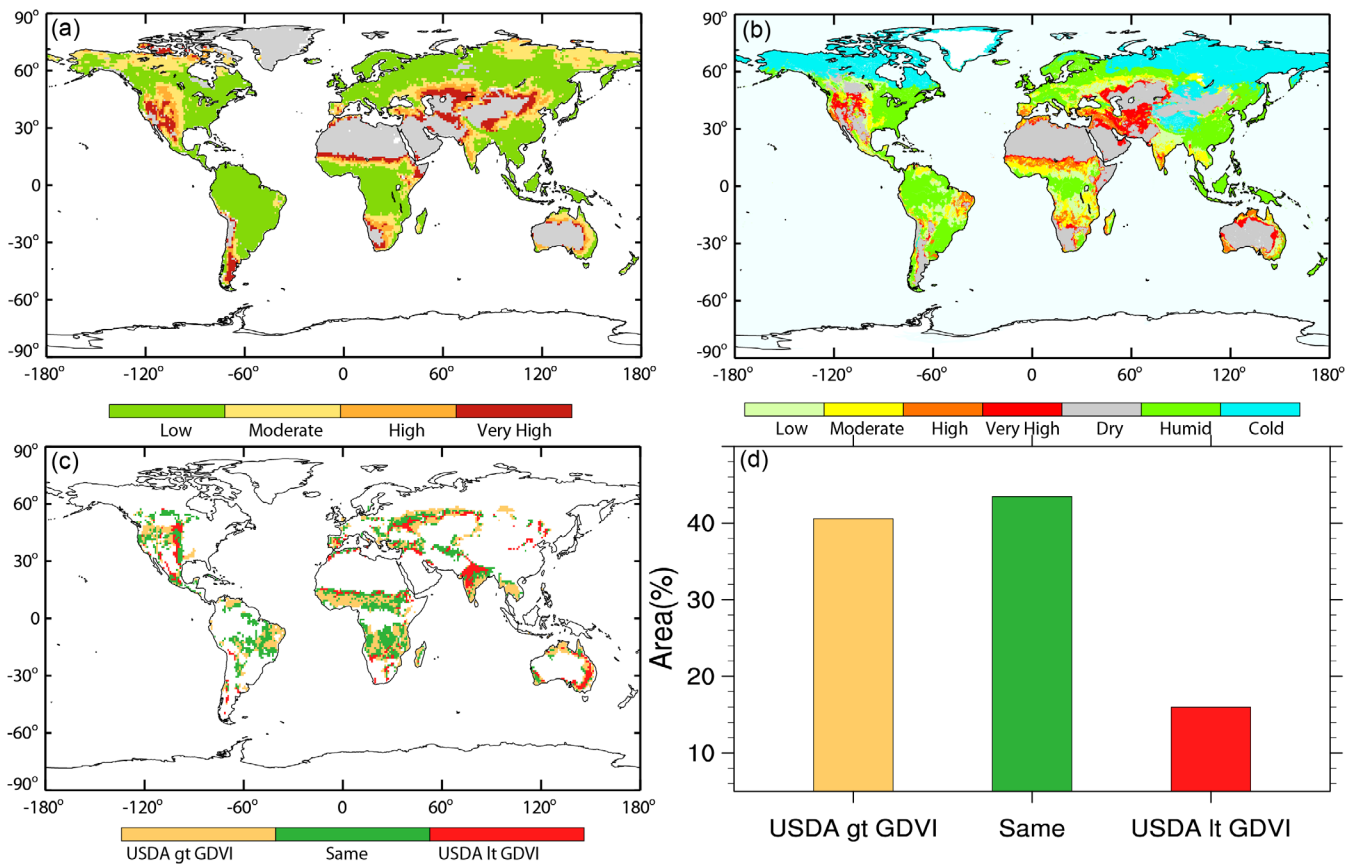 (a)
90°
60°
30°
0
-30°
-60°
-90°
-180° -120° -60° 0 60° 120° 180°
Low Moderate High Very High
(b)
90°
60°
30°
0
-30°
-60°
-90°
-180° -120° -60° 0 60° 120° 180°
Low Moderate High Very High Dry Humid Cold
(c)
90°
60°
30°
0
-30°
-60°
-90°
-180° -120° -60° 0 60° 120° 180°
USDA gt GDVI Same USDA lt GDVI
(d)
Area(%)
40
30
20
10
USDA gt GDVI Same USDA lt GDVI